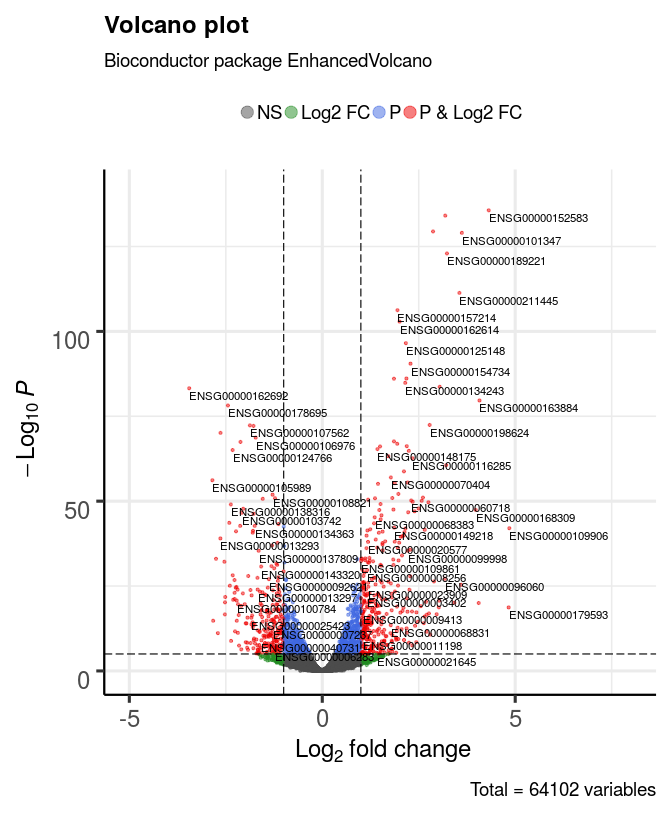 Volcano plot
Bioconductor package EnhancedVolcano
NS Log2 FC P P & Log2 FC
ENSG00000152583
ENSG00000101347
ENSG00000189221
ENSG00000211445
ENSG00000157214
ENSG00000162614
100
ENSG00000125148
ENSG00000154734
ENSG00000134243
ENSG00000162692
ENSG00000163884
ENSG00000178695
ENSG00000107562
ENSG00000198624
ENSG00000106976
ENSG00000124766
ENSG00000148175
ENSG00000116285
ENSG00000105989
ENSG00000070404
ENSG00000108821
50
ENSG00000138316
ENSG00000060718
ENSG00000103742
ENSG00000168309
ENSG00000068383
ENSG00000134363
ENSG00000149218
ENSG00000109906
ENSG00000013293
ENSG00000020577
ENSG00000137809
ENSG00000099998
ENSG00000109861
ENSG00000143320
ENSG00000008256
ENSG00000096060
ENSG00000023909
ENSG00000003402
ENSG00000100784
ENSG00000179593
ENSG00000009413
ENSG00000025423
ENSG00000068831
ENSG00000011198
ENSG00000040731
ENSG00000006283
ENSG00000021645
0
− Log10 P
-5 0 5
Log2 fold change
Total = 64102 variables